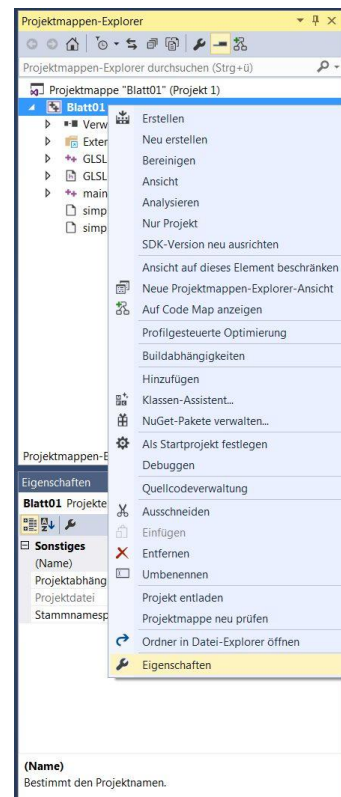 Projektmappen-Explorer
Projektmappen-Explorer durchsuchen (Strg+ü)
Projektmappe "Blatt01" (Projekt 1)
Blatt01
Verw
Exter
GLSL
GLSL
main
simp
simp
Erstellen
Neu erstellen
Bereinigen
Ansicht
Analysieren
Nur Projekt
SDK-Version neu ausrichten
Ansicht auf dieses Element beschränken
Neue Projektmappen-Explorer-Ansicht
Auf Code Map anzeigen
Profilgesteuerte Optimierung
Buildabhängigkeiten
Hinzufügen
Klassen-Assistent...
NuGet-Pakete verwalten...
Als Startprojekt festlegen
Debuggen
Quellcodeverwaltung
Ausschneiden
Einfügen
Entfernen
Umbenennen
Projekt entladen
Projektmappe neu prüfen
Ordner in Datei-Explorer öffnen
Eigenschaften
Projektmappen-E
Eigenschaften
Blatt01 Projekte
Sonstiges
(Name)
Projektabhäng
Projektdatei
Stammnamesp
(Name)
Bestimmt den Projektnamen.